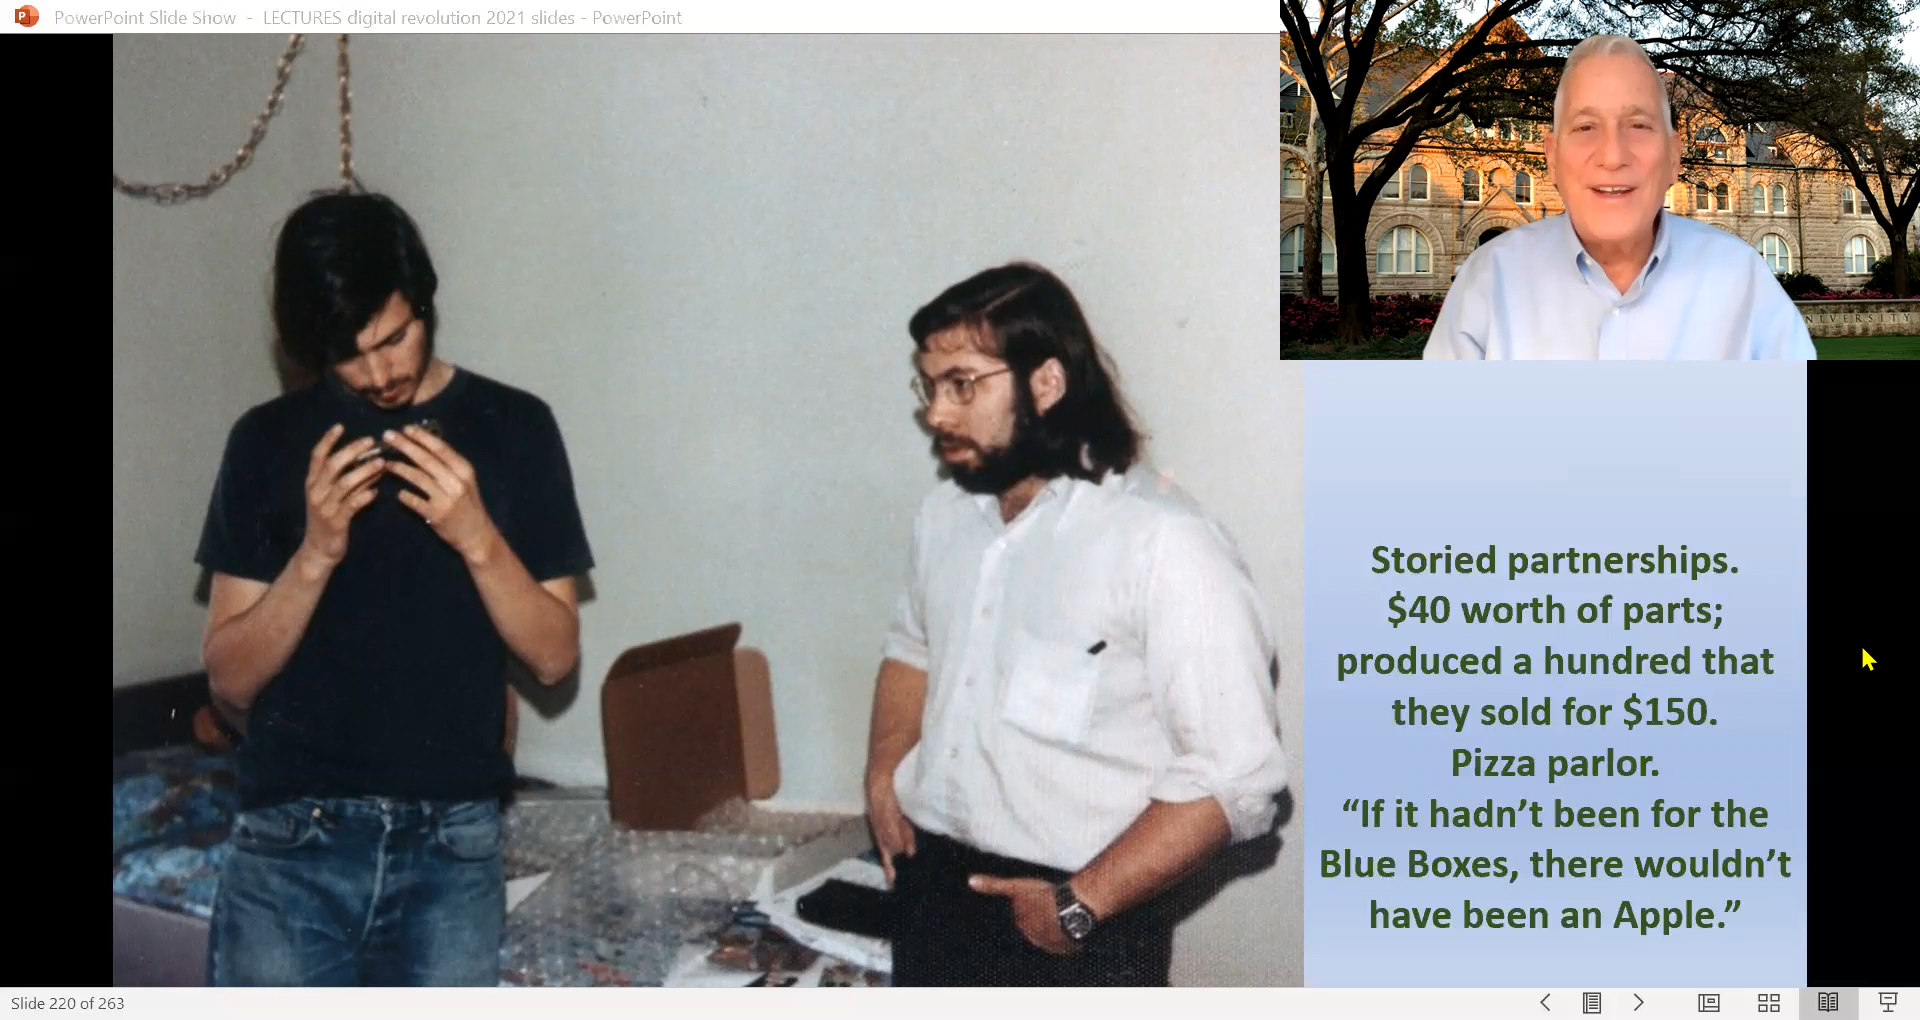 PowerPoint Slide Show - LECTURES digital revolution 2021 slides - PowerPoint
NIVERSITY
Storied partnerships.
$40 worth of parts;
produced a hundred that
they sold for $150.
Pizza parlor.
“If it hadn’t been for the
Blue Boxes, there wouldn’t
have been an Apple.”
Slide 220 of 263